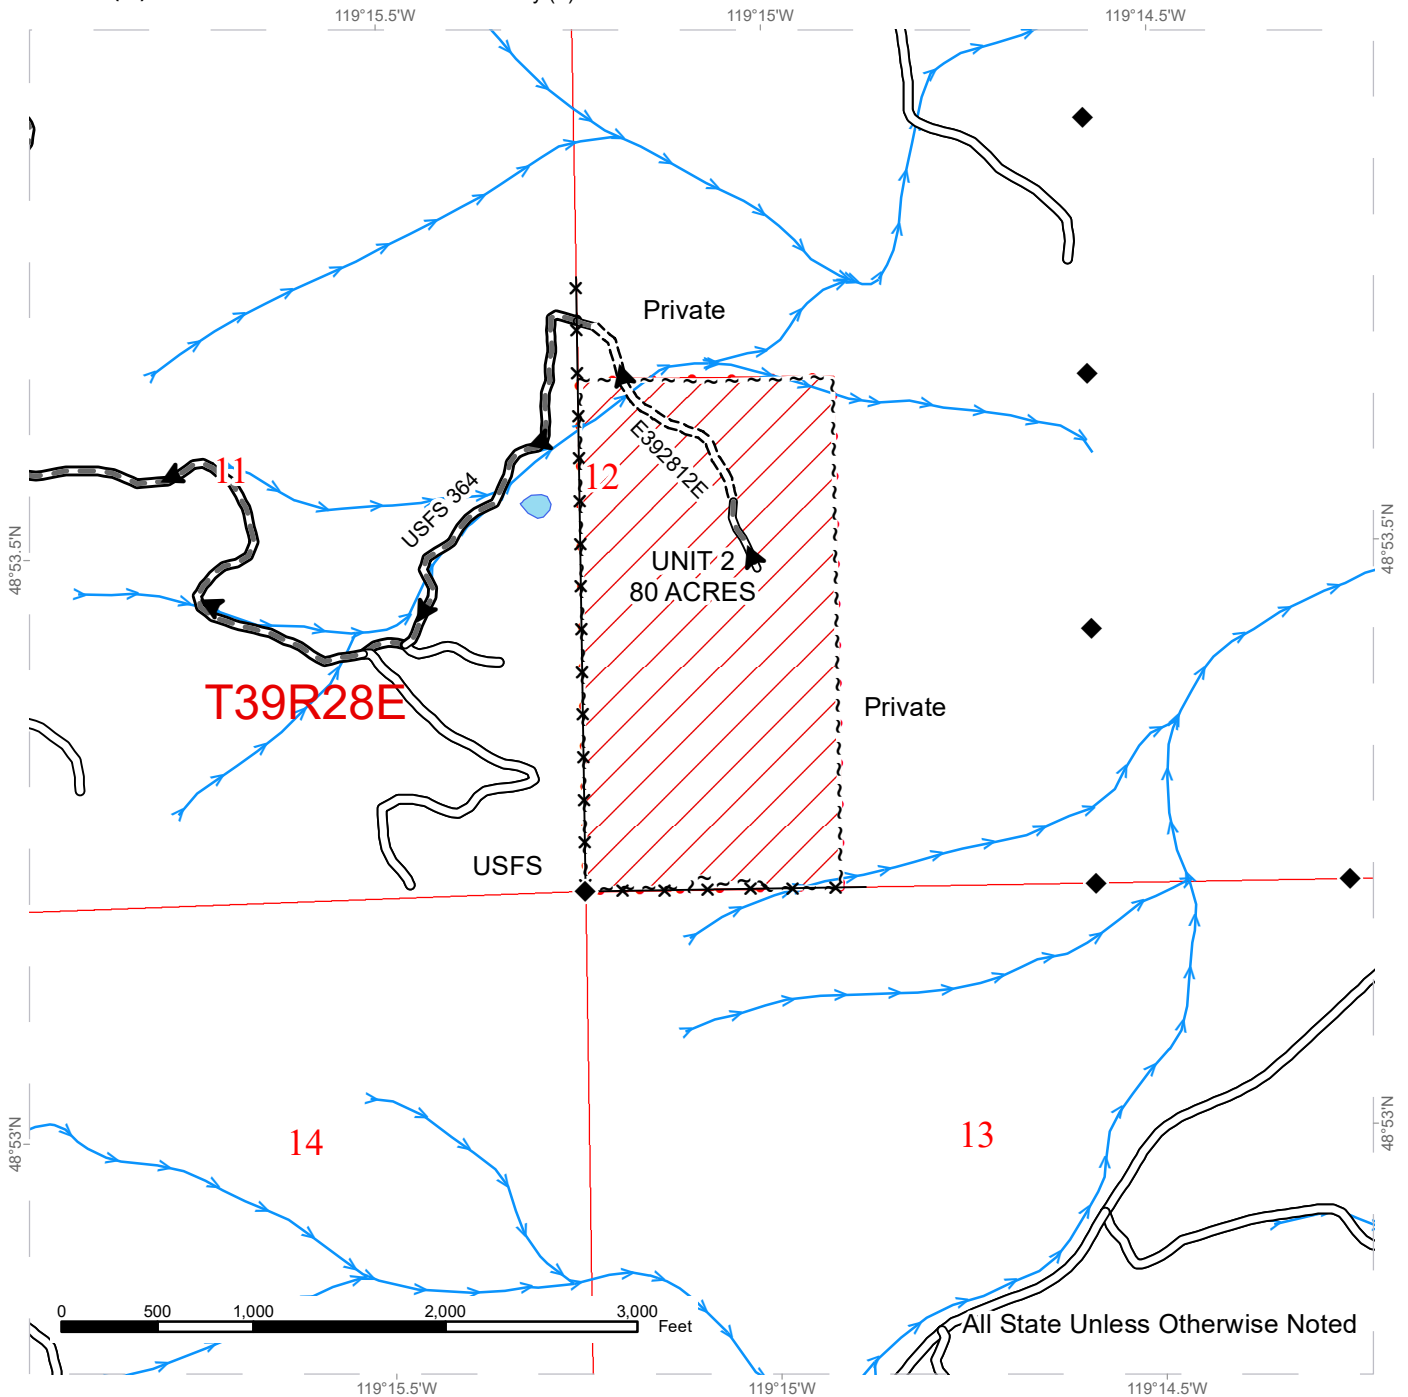 119°15.5'W
119°15'W
119°14.5'W
Private
E392812E
11
12
USFS 364
48°53.5'N
48°53.5'N
UNIT 2
80 ACRES
T39R28E
Private
USFS
14
13
48°53'N
48°53'N
0 500 1,000 2,000 3,000
Feet
All State Unless Otherwise Noted
119°15.5'W
119°15'W
119°14.5'W